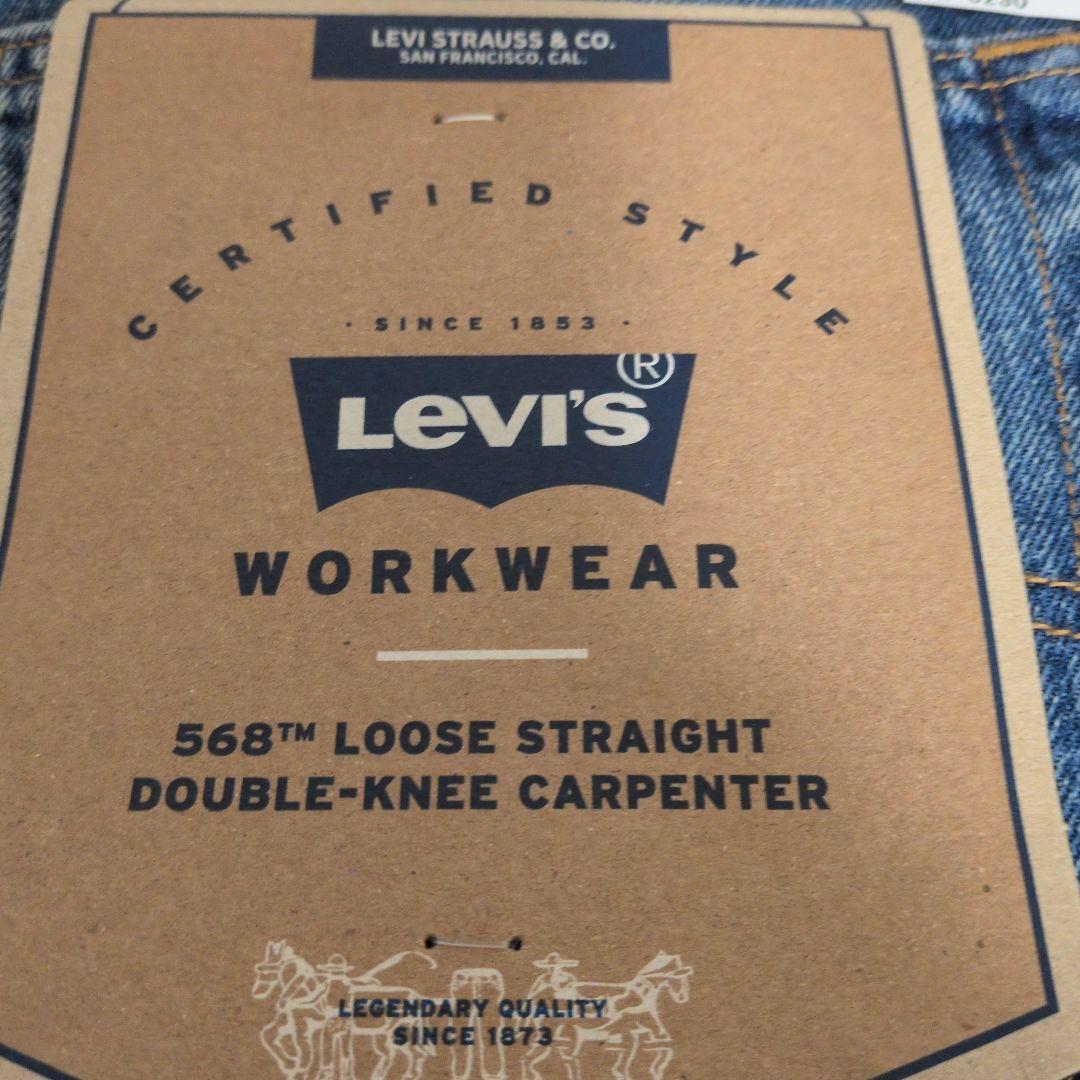 LEVI STRAUSS & CO.
SAN FRANCISCO, CAL.
CERTIFIED STYLE
· SINCE 1853 ·
LEVI'S®
WORKWEAR
568™ LOOSE STRAIGHT
DOUBLE-KNEE CARPENTER
LEGENDARY QUALITY
SINCE 1873